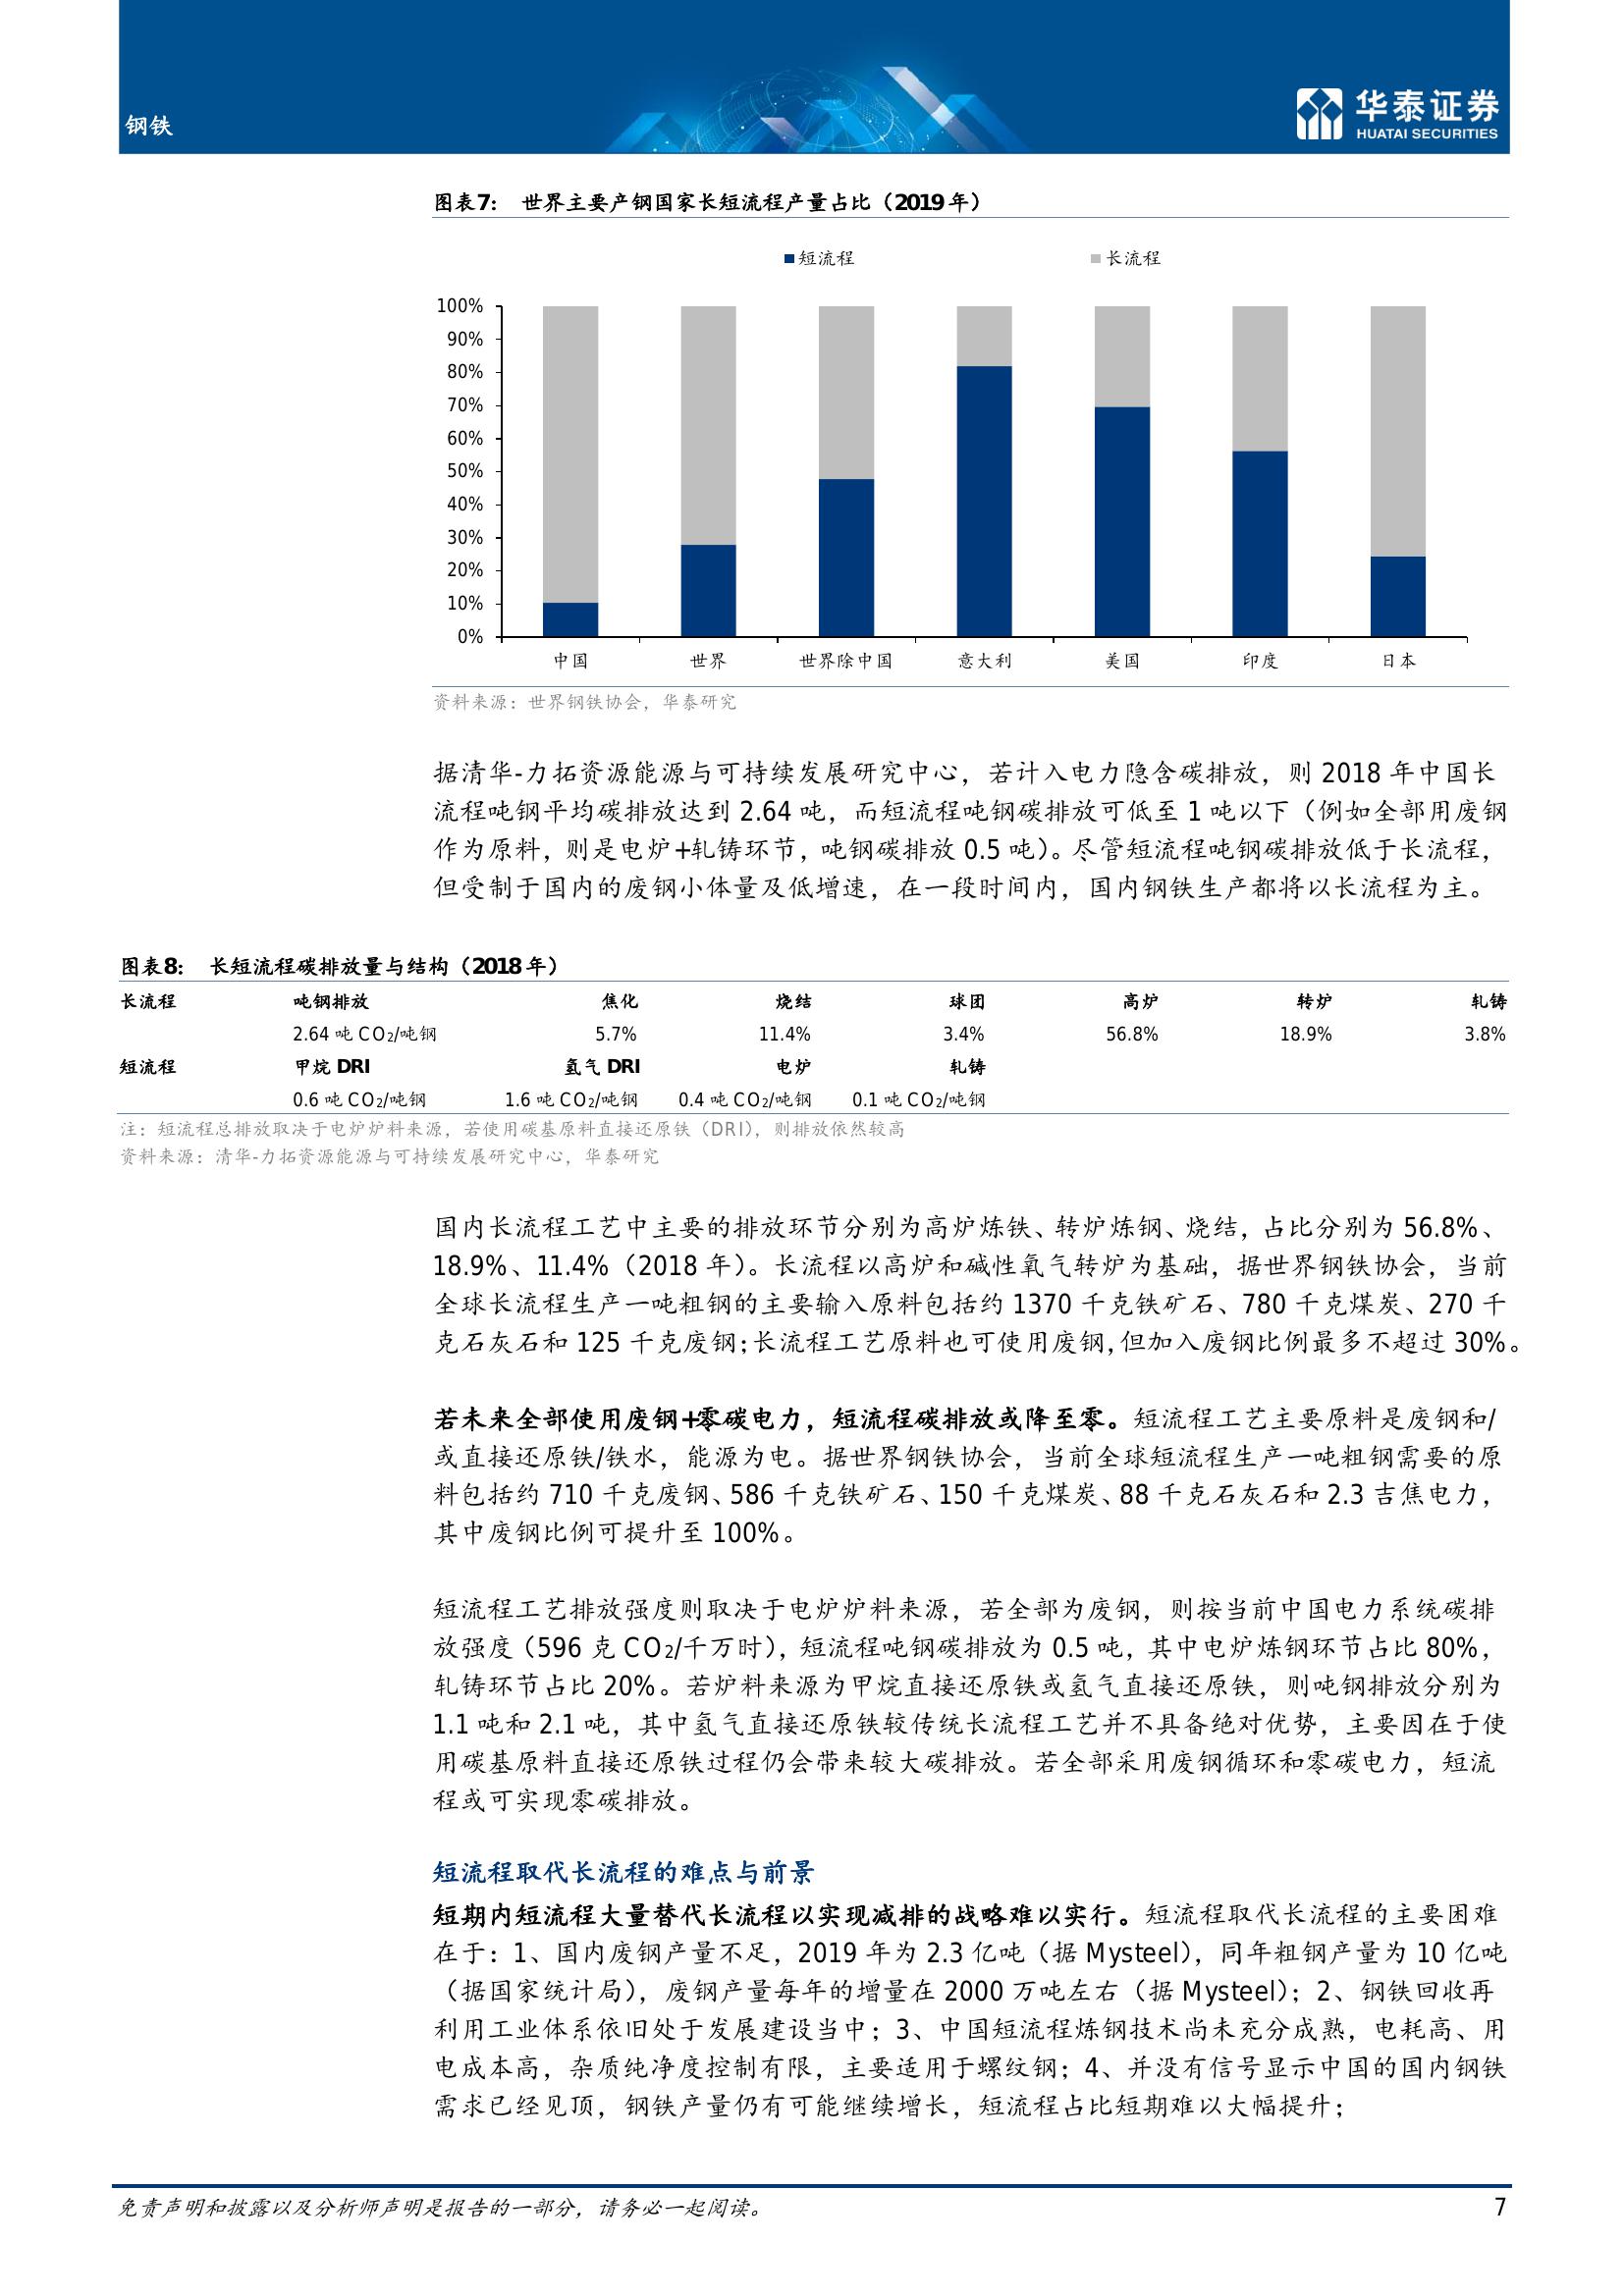 钢铁
华泰证券
HUATAI SECURITIES
图表7: 世界主要产钢国家长短流程产量占比（2019 年）
短流程 长流程
100%
90%
80%
70%
60%
50%
40%
30%
20%
10%
0%
中国 世界 世界除中国 意大利 美国 印度 日本
资料来源：世界钢铁协会，华泰研究
据清华-力拓资源能源与可持续发展研究中心，若计入电力隐含碳排放，则 2018 年中国长
流程吨钢平均碳排放达到 2.64 吨，而短流程吨钢碳排放可低至 1 吨以下（例如全部用废钢
作为原料，则是电炉+轧铸环节，吨钢碳排放 0.5 吨）。尽管短流程吨钢碳排放低于长流程，
但受制于国内的废钢小体量及低增速，在一段时间内，国内钢铁生产都将以长流程为主。
图表8: 长短流程碳排放量与结构（2018 年）
长流程 吨钢排放 焦化 烧结 球团 高炉 转炉 轧铸
2.64 吨 CO2/吨钢 5.7% 11.4% 3.4% 56.8% 18.9% 3.8%
短流程 甲烷 DRI 氢气 DRI 电炉 轧铸
0.6 吨 CO2/吨钢 1.6 吨 CO2/吨钢 0.4 吨 CO2/吨钢 0.1 吨 CO2/吨钢
注：短流程总排放取决于电炉炉料来源，若使用碳基原料直接还原铁（DRI），则排放依然较高
资料来源：清华-力拓资源能源与可持续发展研究中心，华泰研究
国内长流程工艺中主要的排放环节分别为高炉炼铁、转炉炼钢、烧结，占比分别为 56.8%、
18.9%、11.4%（2018 年）。长流程以高炉和碱性氧气转炉为基础，据世界钢铁协会，当前
全球长流程生产一吨粗钢的主要输入原料包括约 1370 千克铁矿石、780 千克煤炭、270 千
克石灰石和 125 千克废钢；长流程工艺原料也可使用废钢，但加入废钢比例最多不超过 30%。
若未来全部使用废钢+零碳电力，短流程碳排放或降至零。短流程工艺主要原料是废钢和/
或直接还原铁/铁水，能源为电。据世界钢铁协会，当前全球短流程生产一吨粗钢需要的原
料包括约 710 千克废钢、586 千克铁矿石、150 千克煤炭、88 千克石灰石和 2.3 吉焦电力，
其中废钢比例可提升至 100%。
短流程工艺排放强度则取决于电炉炉料来源，若全部为废钢，则按当前中国电力系统碳排
放强度（596 克 CO2/千万时），短流程吨钢碳排放为 0.5 吨，其中电炉炼钢环节占比 80%，
轧铸环节占比 20%。若炉料来源为甲烷直接还原铁或氢气直接还原铁，则吨钢排放分别为
1.1 吨和 2.1 吨，其中氢气直接还原铁较传统长流程工艺并不具备绝对优势，主要因在于使
用碳基原料直接还原铁过程仍会带来较大碳排放。若全部采用废钢循环和零碳电力，短流
程或可实现零碳排放。
短流程取代长流程的难点与前景
短期内短流程大量替代长流程以实现减排的战略难以实行。短流程取代长流程的主要困难
在于：1、国内废钢产量不足，2019 年为 2.3 亿吨（据 Mysteel），同年粗钢产量为 10 亿吨
（据国家统计局），废钢产量每年的增量在 2000 万吨左右（据 Mysteel）；2、钢铁回收再
利用工业体系依旧处于发展建设当中；3、中国短流程炼钢技术尚未充分成熟，电耗高、用
电成本高，杂质纯净度控制有限，主要适用于螺纹钢；4、并没有信号显示中国的国内钢铁
需求已经见顶，钢铁产量仍有可能继续增长，短流程占比短期难以大幅提升；
免责声明和披露以及分析师声明是报告的一部分，请务必一起阅读。 7